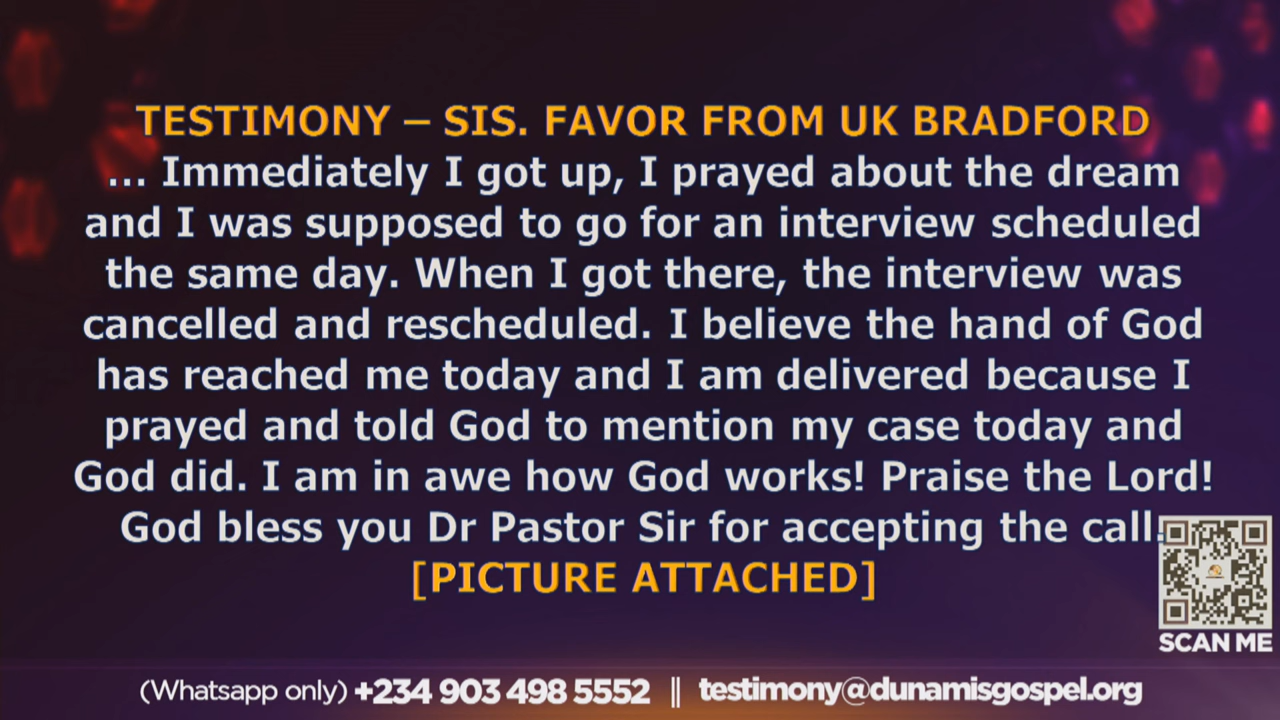 TESTIMONY – SIS. FAVOR FROM UK BRADFORD
... Immediately I got up, I prayed about the dream
and I was supposed to go for an interview scheduled
the same day. When I got there, the interview was
cancelled and rescheduled. I believe the hand of God
has reached me today and I am delivered because I
prayed and told God to mention my case today and
God did. I am in awe how God works! Praise the Lord!
God bless you Dr Pastor Sir for accepting the call.
[PICTURE ATTACHED]
SCAN ME
(Whatsapp only) +234 903 498 5552 || testimony@dunamisgospel.org